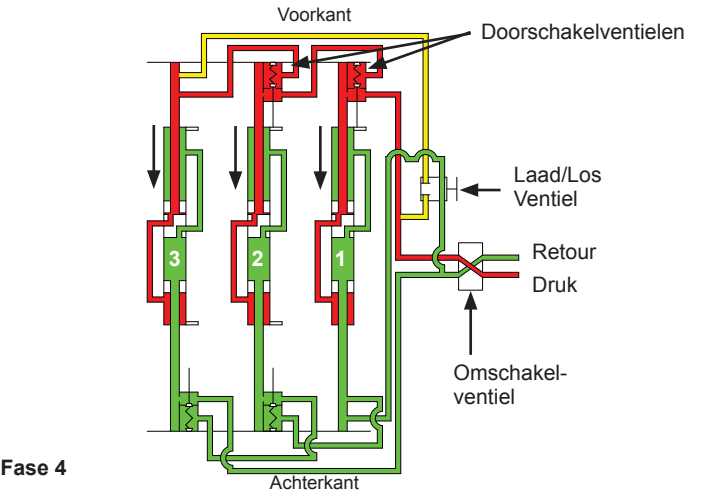 Voorkant
Doorschakelventielen
Laad/Los
Ventiel
3
2
1
Retour
Druk
Omschakel-
ventiel
Fase 4
Achterkant